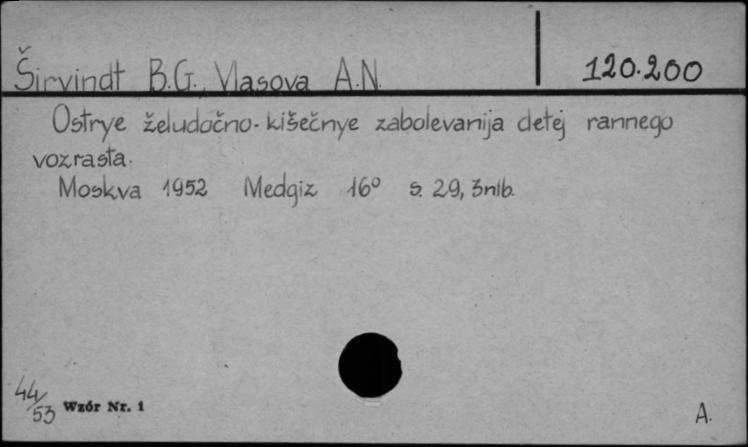 Širvindt B.G., Vlasova A.N. 120.200
Ostrye želudočno-kišečnye zabolevanija detej rannego
vozrasta.
Moskva 1952 Medgiz 16° s. 29, 3nlb.
44/53 Wzór Nr. 1 A.